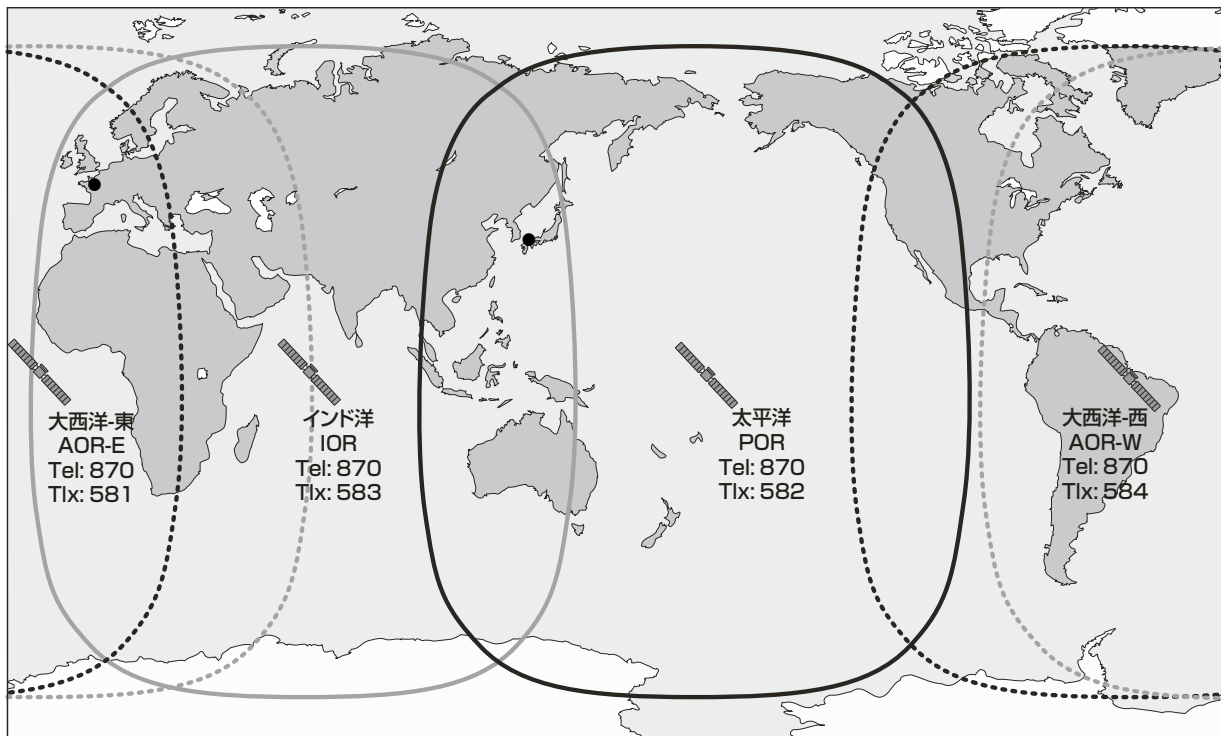 大西洋-東
AOR-E
Tel: 870
Tlx: 581
インド洋
IOR
Tel: 870
Tlx: 583
太平洋
POR
Tel: 870
Tlx: 582
大西洋-西
AOR-W
Tel: 870
Tlx: 584